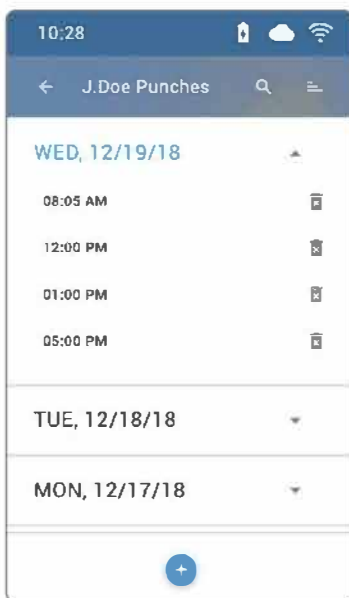 10:28
J.Doe Punches
WED, 12/19/18
08:05 AM
12:00 PM
01:00 PM
05:00 PM
TUE, 12/18/18
MON, 12/17/18